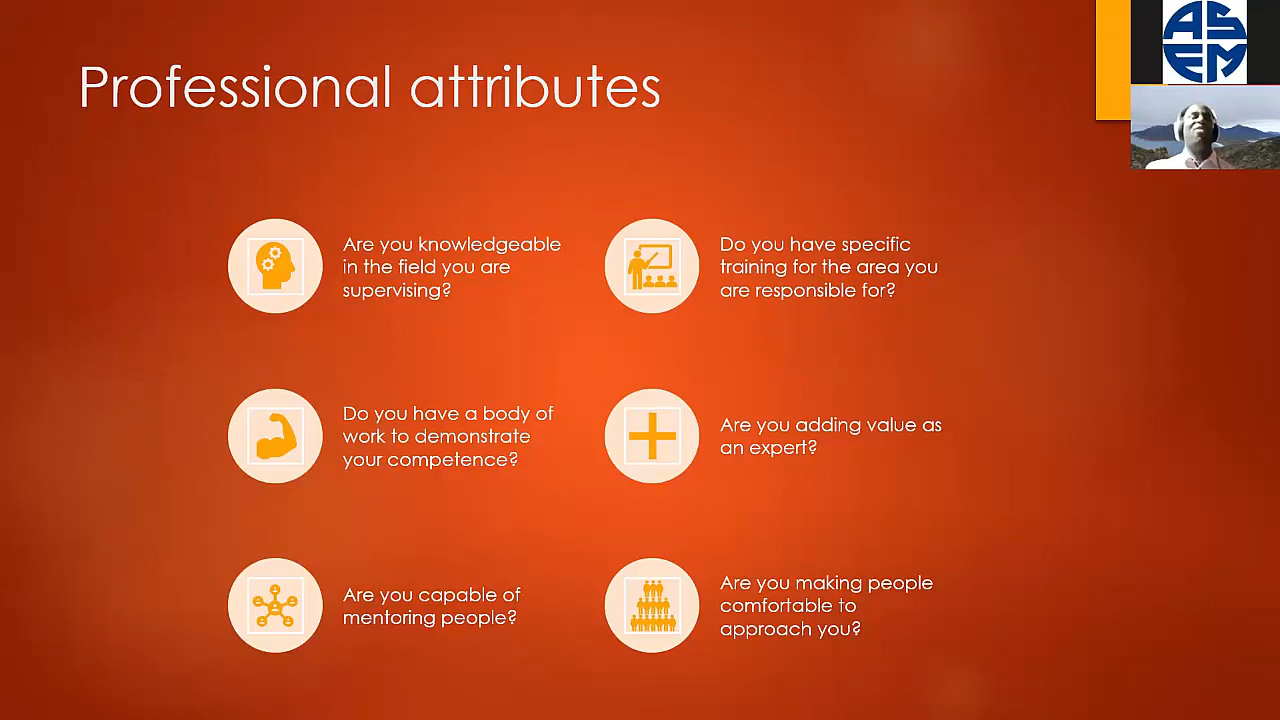 Professional attributes
ASEM
Are you knowledgeable
in the field you are
supervising?
Do you have specific
training for the area you
are responsible for?
Do you have a body of
work to demonstrate
your competence?
Are you adding value as
an expert?
Are you capable of
mentoring people?
Are you making people
comfortable to
approach you?